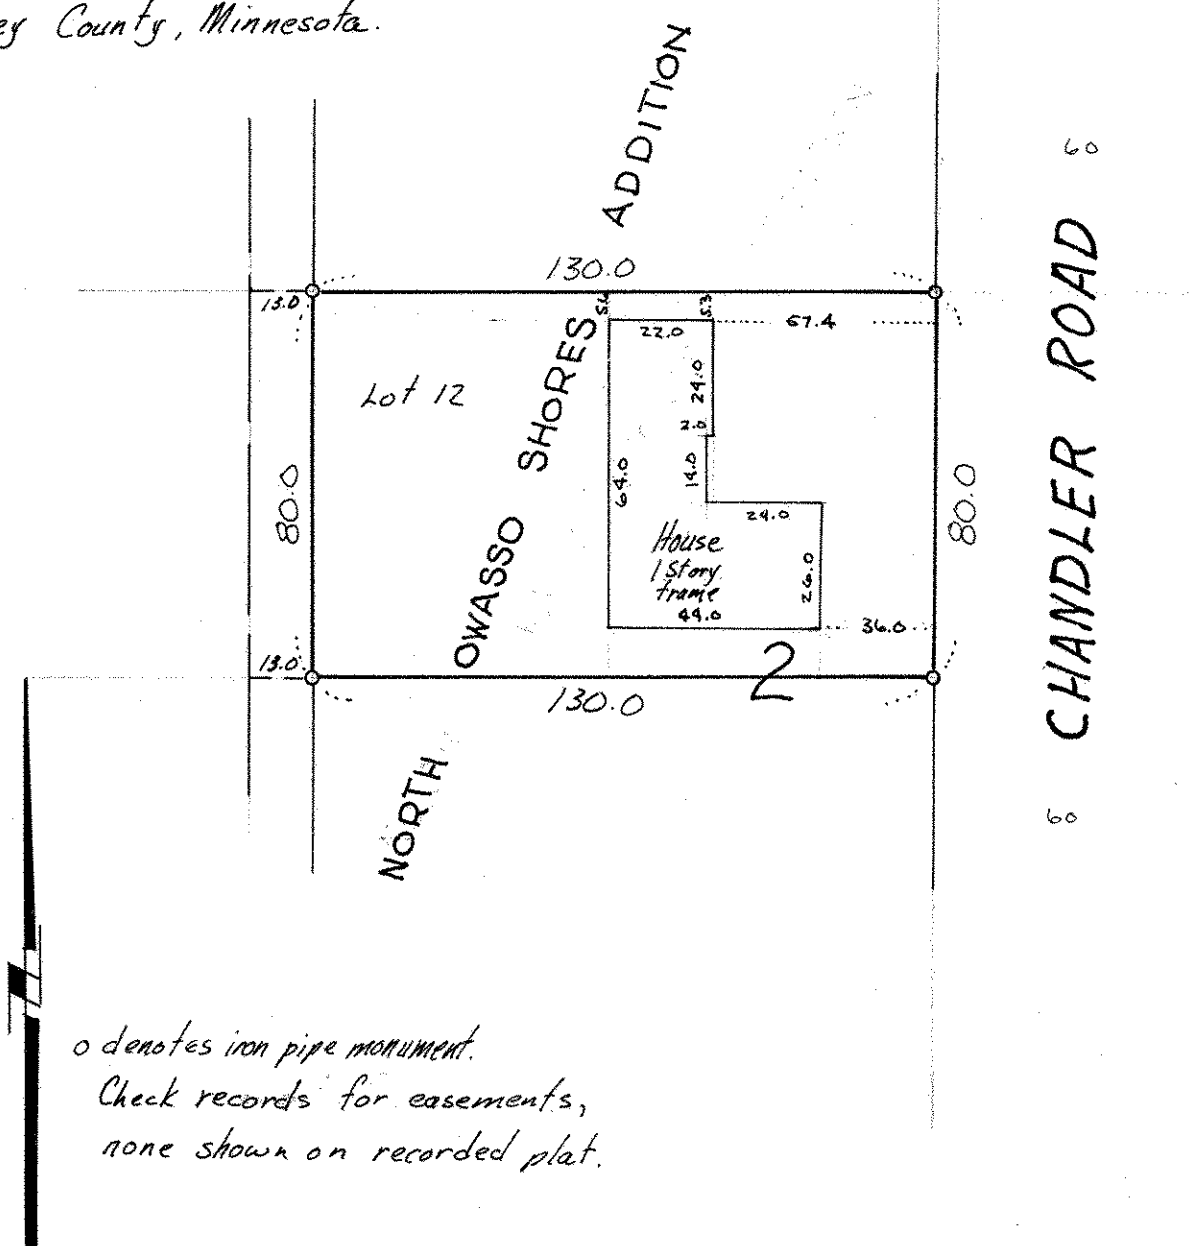 County, Minnesota.
NORTH OWASSO SHORES ADDITION
60
CHANDLER ROAD
60
130.0
13.0
5.3
22.0
24.0
2.0
Lot 12
80.0
64.0
14.0
80.0
24.0
House
1 Story
frame
26.0
44.0
36.0
13.0
2
130.0
o denotes iron pipe monument.
Check records for easements,
none shown on recorded plat.